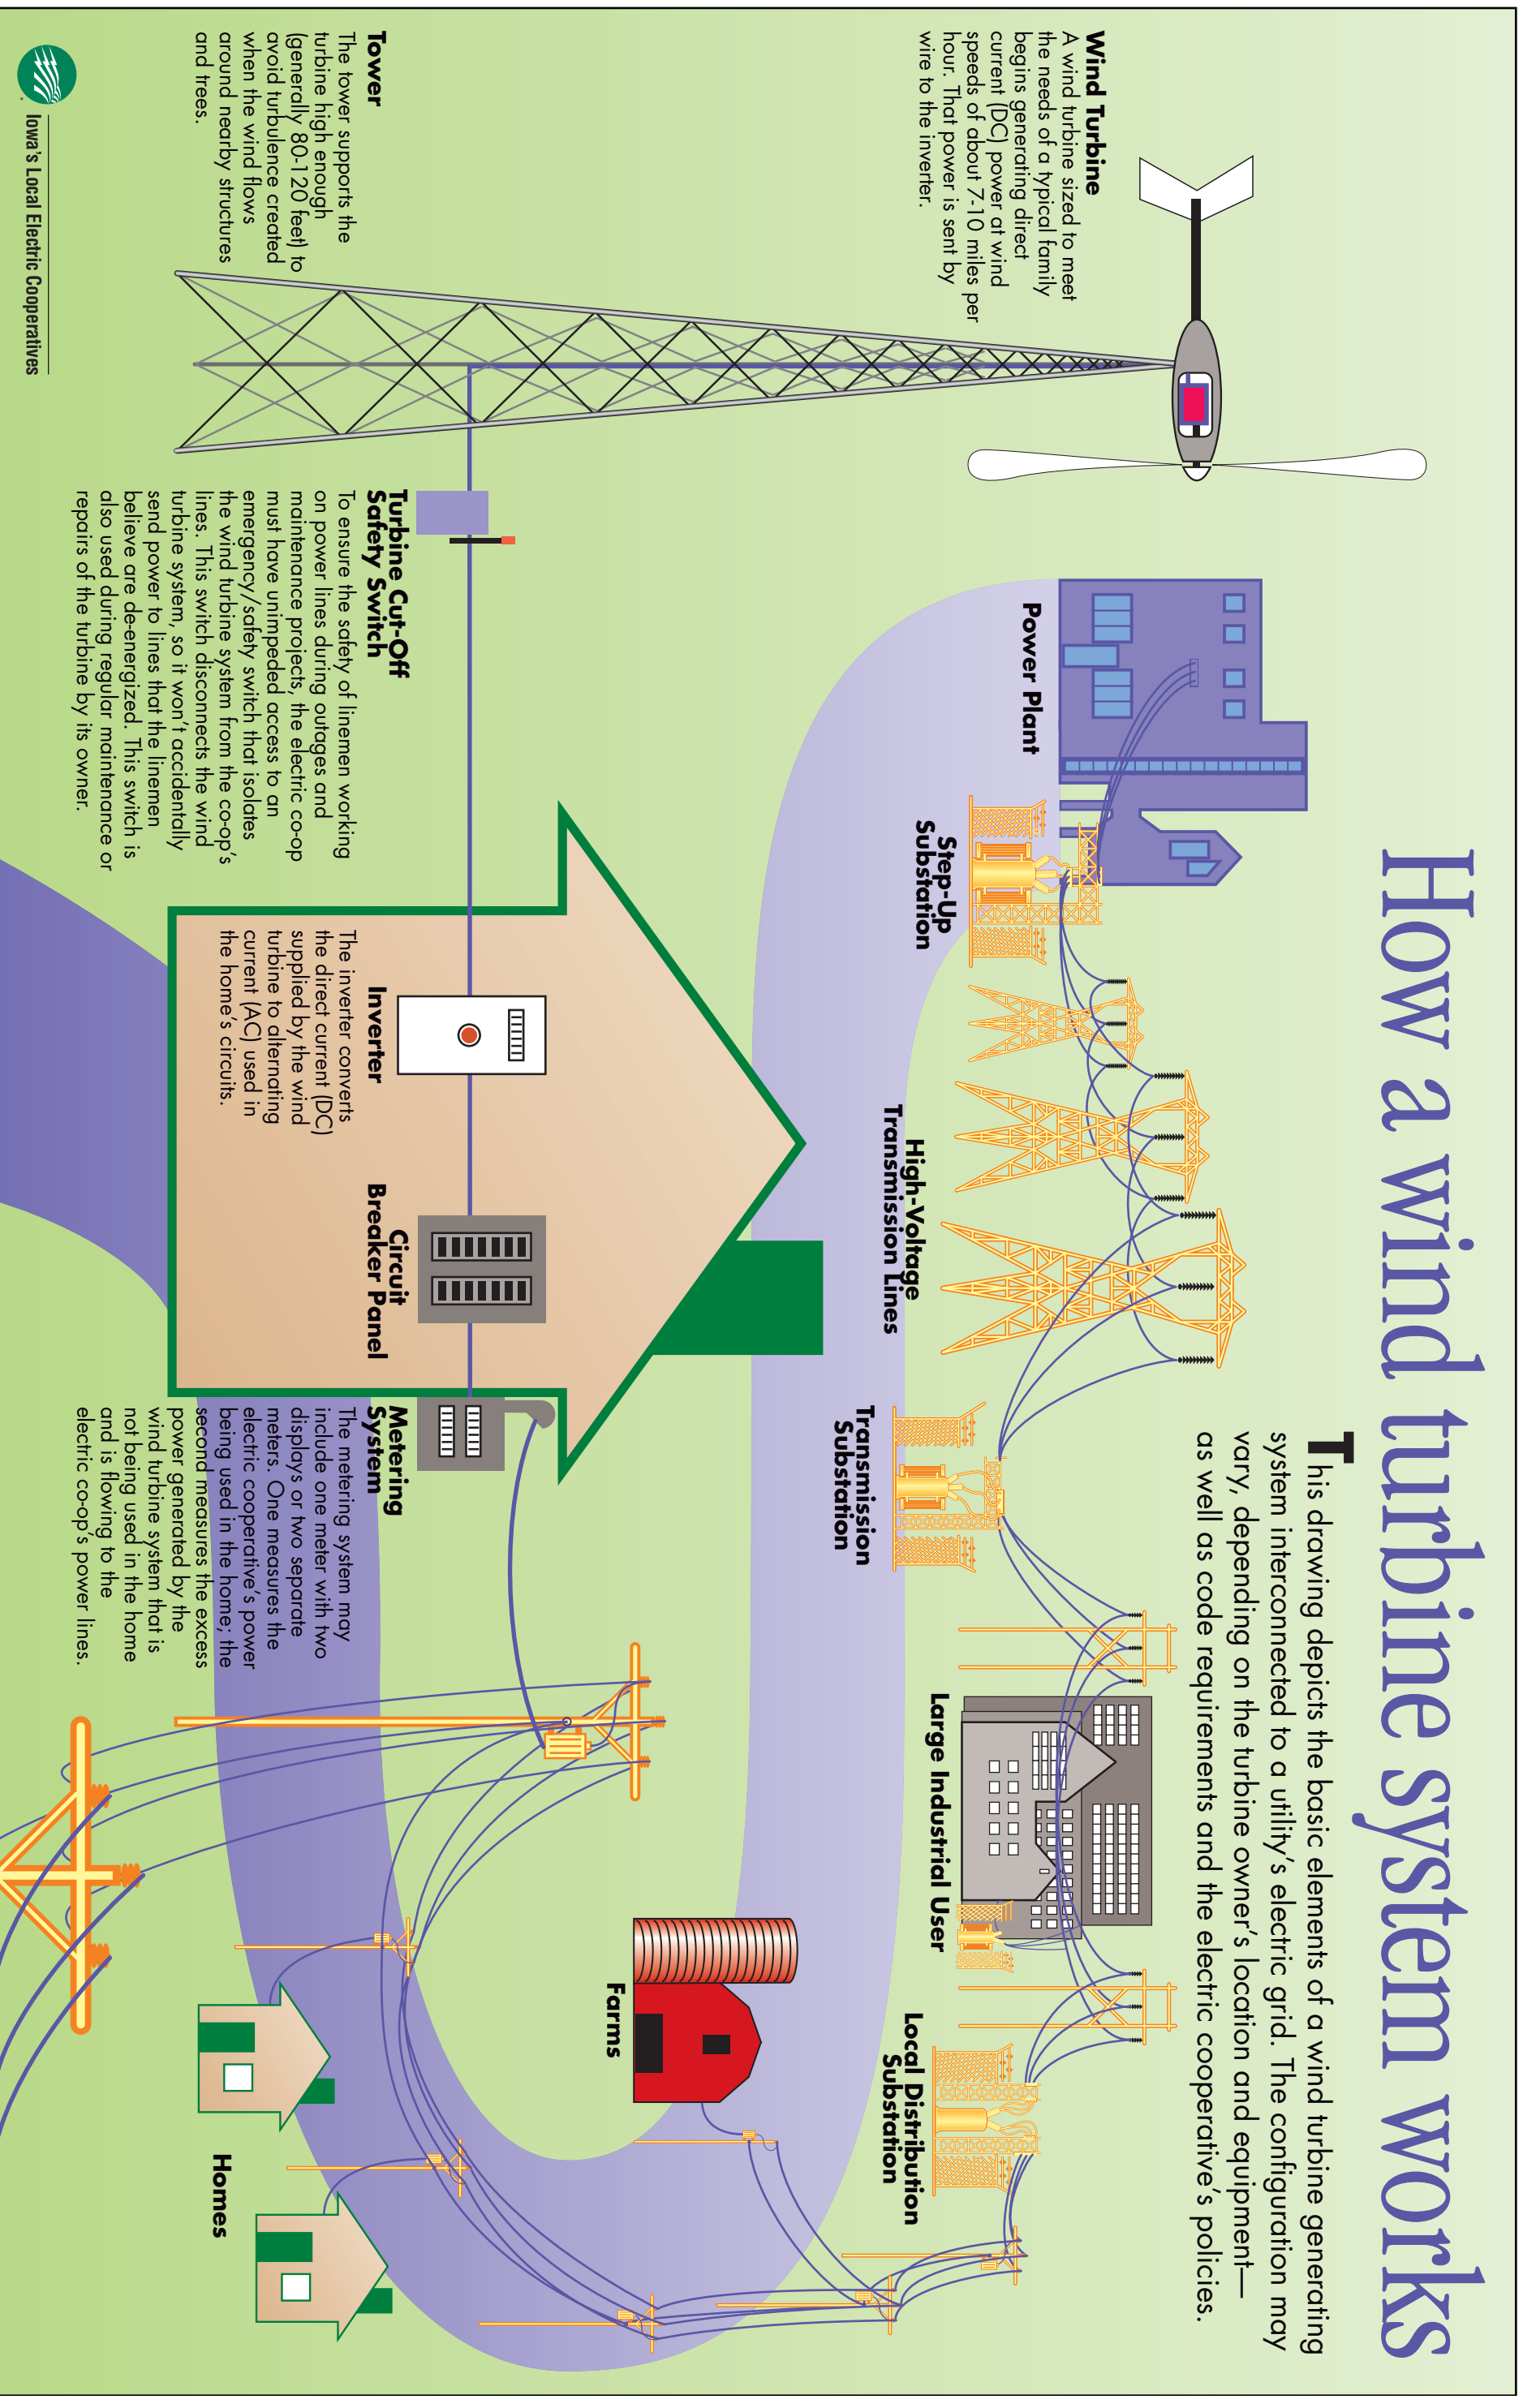 How a wind turbine system works
This drawing depicts the basic elements of a wind turbine generating
system interconnected to a utility's electric grid. The configuration may
vary, depending on the turbine owner's location and equipment—
as well as code requirements and the electric cooperative's policies.
Wind Turbine
A wind turbine sized to meet
the needs of a typical family
begins generating direct
current (DC) power at wind
speeds of about 7-10 miles per
hour. That power is sent by
wire to the inverter.
Power Plant
Step-Up
Substation
High-Voltage
Transmission Lines
Transmission
Substation
Large Industrial User
Local Distribution
Substation
Farms
Homes
Tower
The tower supports the
turbine high enough
(generally 80-120 feet) to
avoid turbulence created
when the wind flows
around nearby structures
and trees.
Turbine Cut-Off
Safety Switch
To ensure the safety of linemen working
on power lines during outages and
maintenance projects, the electric co-op
must have unimpeded access to an
emergency/safety switch that isolates
the wind turbine system from the co-op's
lines. This switch disconnects the wind
turbine system, so it won't accidentally
send power to lines that the linemen
believe are de-energized. This switch is
also used during regular maintenance or
repairs of the turbine by its owner.
Inverter
The inverter converts
the direct current (DC)
supplied by the wind
turbine to alternating
current (AC) used in
the home's circuits.
Circuit
Breaker Panel
Metering
System
The metering system may
include one meter with two
displays or two separate
meters. One measures the
electric cooperative's power
being used in the home; the
second measures the excess
power generated by the
wind turbine system that is
not being used in the home
and is flowing to the
electric co-op's power lines.
Iowa's Local Electric Cooperatives